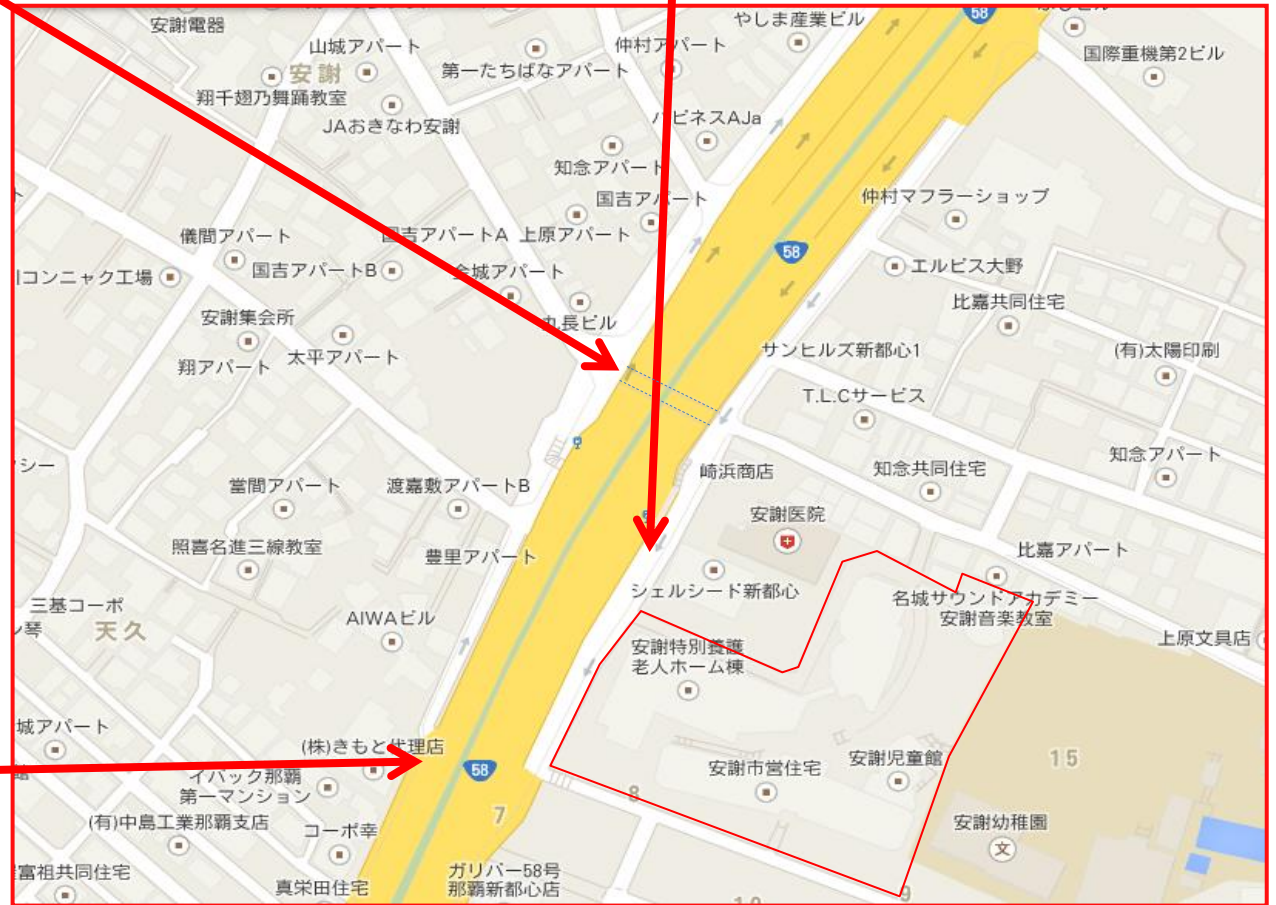 安謝電器
やしま産業ビル
58
国際重機第2ビル
山城アパート
仲村アパート
安謝
第一たちばなアパート
翔千翅乃舞踊教室
JAおきなわ安謝
ハピネスAJa
知念アパート
国吉アパート
仲村マフラーショップ
儀間アパート
国吉アパートA
上原アパート
58
国吉アパートB
金城アパート
エルビス大野
コンニャク工場
比嘉共同住宅
安謝集会所
丸長ビル
翔アパート
太平アパート
サンヒルズ新都心1
(有)太陽印刷
T.L.Cサービス
シー
崎浜商店
知念共同住宅
知念アパート
當間アパート
渡嘉敷アパートB
安謝医院
照喜名進三線教室
豊里アパート
比嘉アパート
シェルシード新都心
名城サウンドアカデミー
安謝音楽教室
三基コーポ
琴
天久
AIWAビル
上原文具店
安謝特別養護
老人ホーム棟
城アパート
(株)きもと代理店
58
イバック那覇
第一マンション
安謝市営住宅
安謝児童館
15
8
7
(有)中島工業那覇支店
コーポ幸
安謝幼稚園
文
富祖共同住宅
真栄田住宅
ガリバー58号
那覇新都心店
9